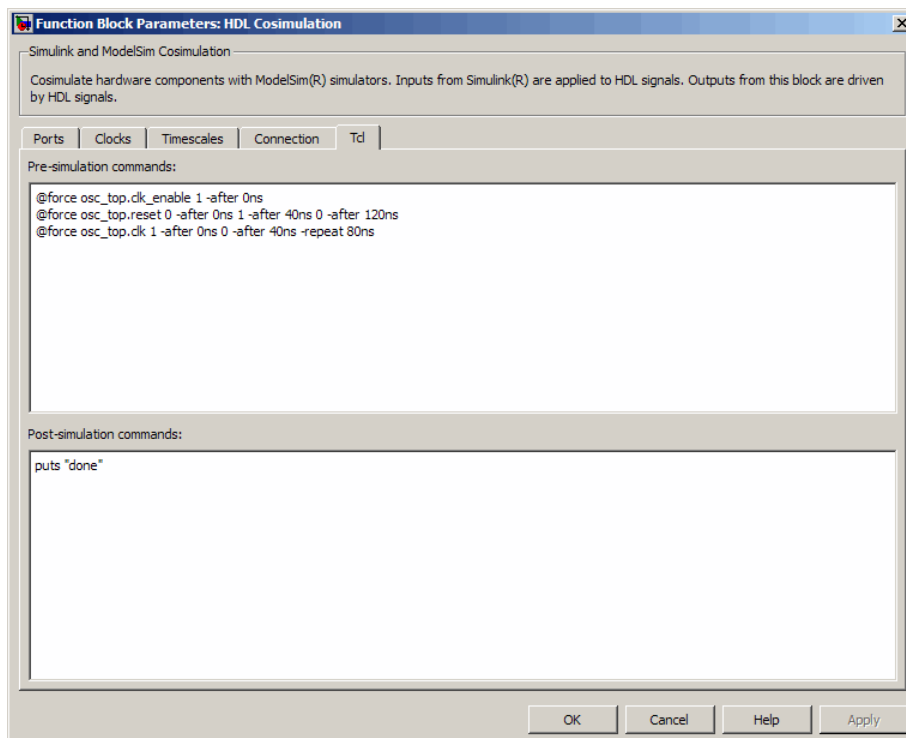 Function Block Parameters: HDL Cosimulation
Simulink and ModelSim Cosimulation
Cosimulate hardware components with ModelSim(R) simulators. Inputs from Simulink(R) are applied to HDL signals. Outputs from this block are driven
by HDL signals.
Ports Clocks Timescales Connection Tcl
Pre-simulation commands:
@force osc_top.clk_enable 1 -after 0ns
@force osc_top.reset 0 -after 0ns 1 -after 40ns 0 -after 120ns
@force osc_top.clk 1 -after 0ns 0 -after 40ns -repeat 80ns
Post-simulation commands:
puts "done"
OK Cancel Help Apply